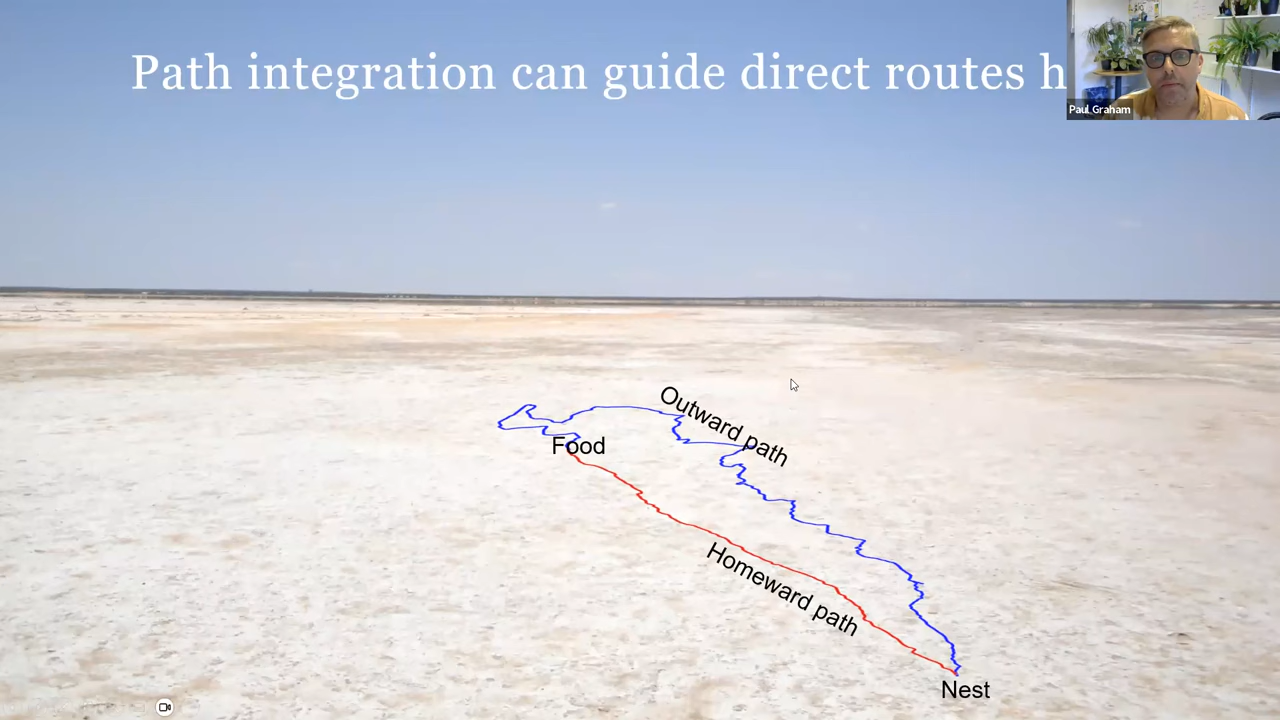 Path integration can guide direct routes h
Paul Graham
Outward path
Food
Homeward path
Nest